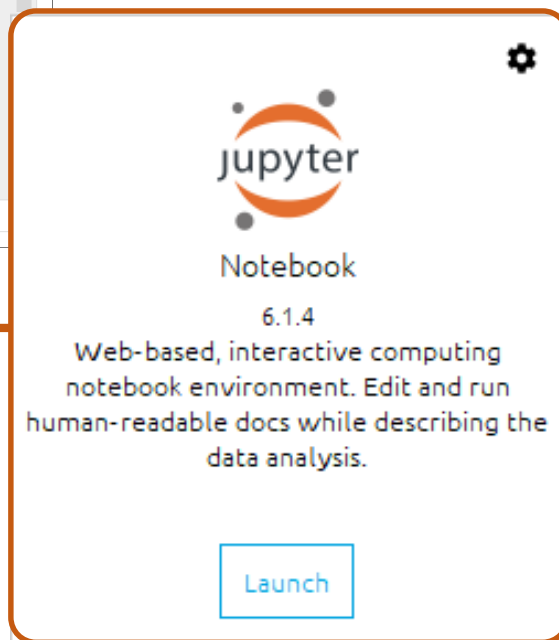 jupyter
Notebook
6.1.4
Web-based, interactive computing
notebook environment. Edit and run
human-readable docs while describing the
data analysis.
Launch